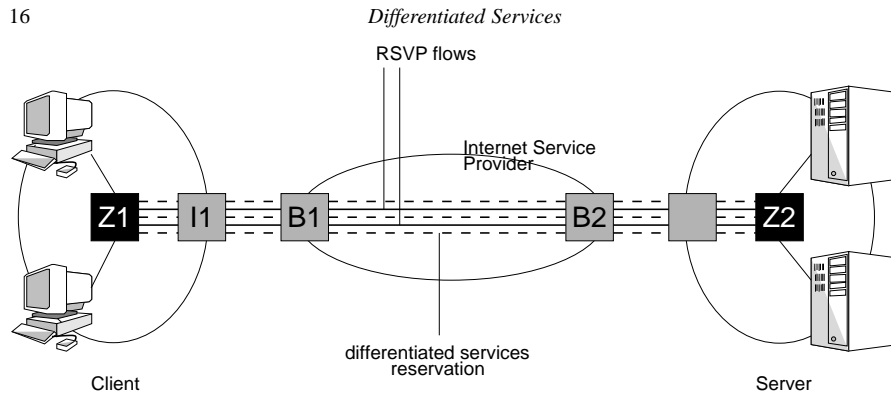 16 Differentiated Services
RSVP flows
Internet Service
Provider
Z1 I1 B1 B2 Z2
differentiated services
reservation
Client Server